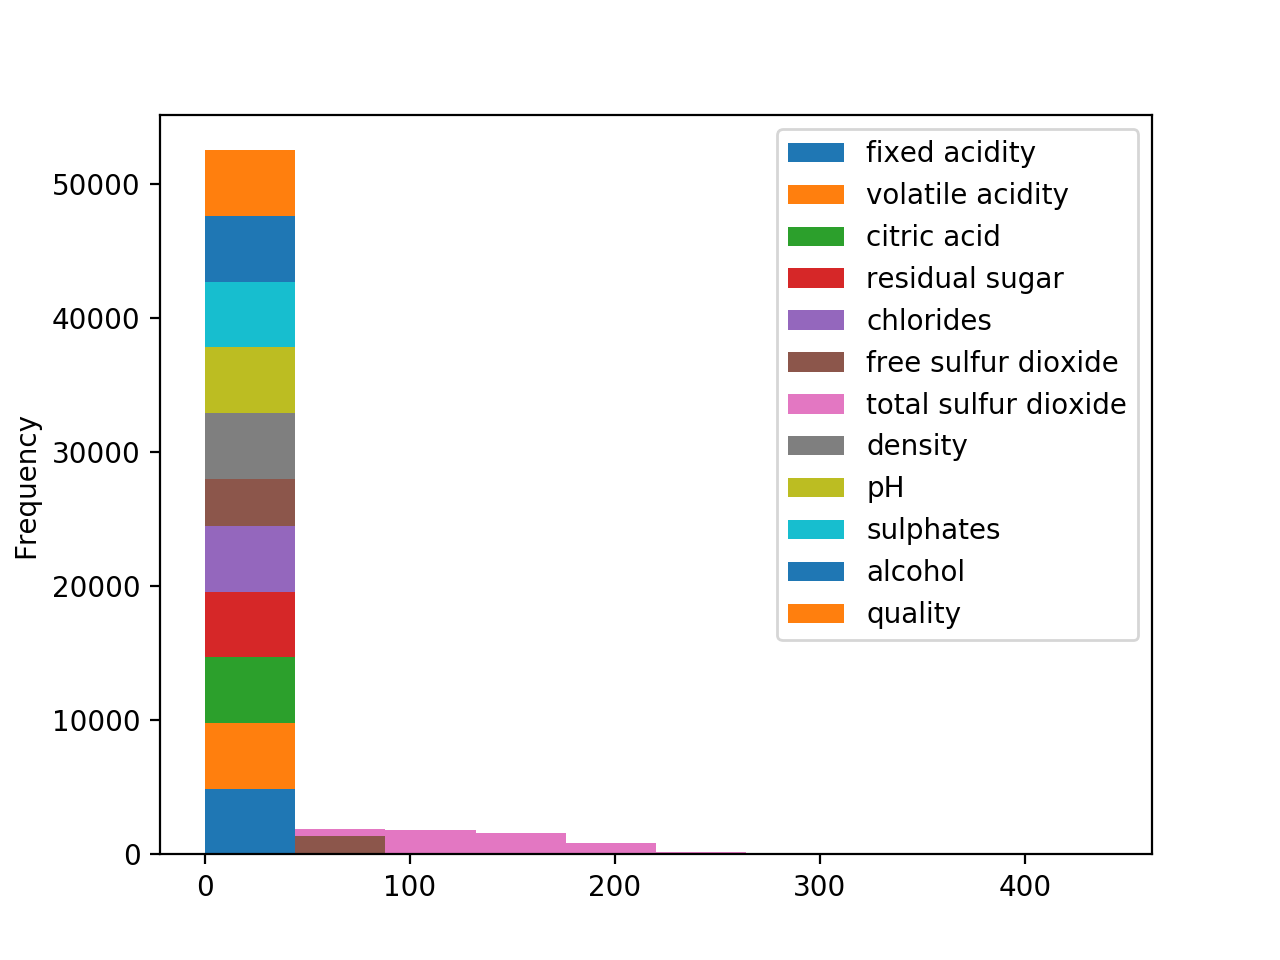 fixed acidity
volatile acidity
citric acid
residual sugar
chlorides
free sulfur dioxide
total sulfur dioxide
density
pH
sulphates
alcohol
quality
50000
40000
30000
20000
10000
0
Frequency
0 100 200 300 400